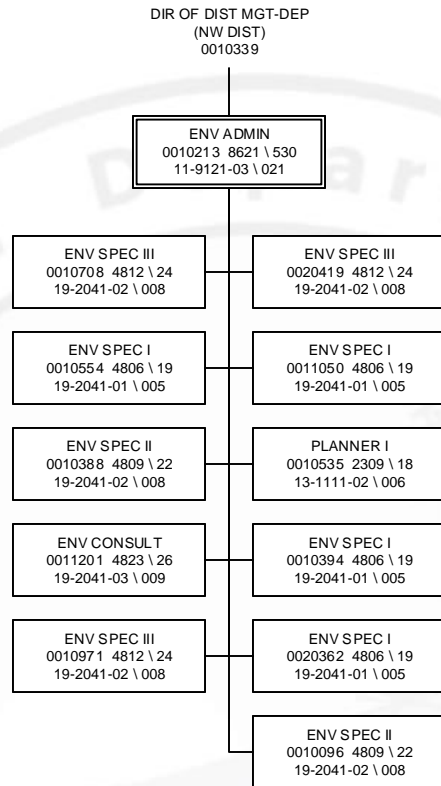 DIR OF DIST MGT-DEP
(NW DIST)
0010339
ENV ADMIN
0010213 8621 \ 530
11-9121-03 \ 021
ENV SPEC III
0010708 4812 \ 24
19-2041-02 \ 008
ENV SPEC III
0020419 4812 \ 24
19-2041-02 \ 008
ENV SPEC I
0010554 4806 \ 19
19-2041-01 \ 005
ENV SPEC I
0011050 4806 \ 19
19-2041-01 \ 005
ENV SPEC II
0010388 4809 \ 22
19-2041-02 \ 008
PLANNER I
0010535 2309 \ 18
13-1111-02 \ 006
ENV CONSULT
0011201 4823 \ 26
19-2041-03 \ 009
ENV SPEC I
0010394 4806 \ 19
19-2041-01 \ 005
ENV SPEC III
0010971 4812 \ 24
19-2041-02 \ 008
ENV SPEC I
0020362 4806 \ 19
19-2041-01 \ 005
ENV SPEC II
0010096 4809 \ 22
19-2041-02 \ 008